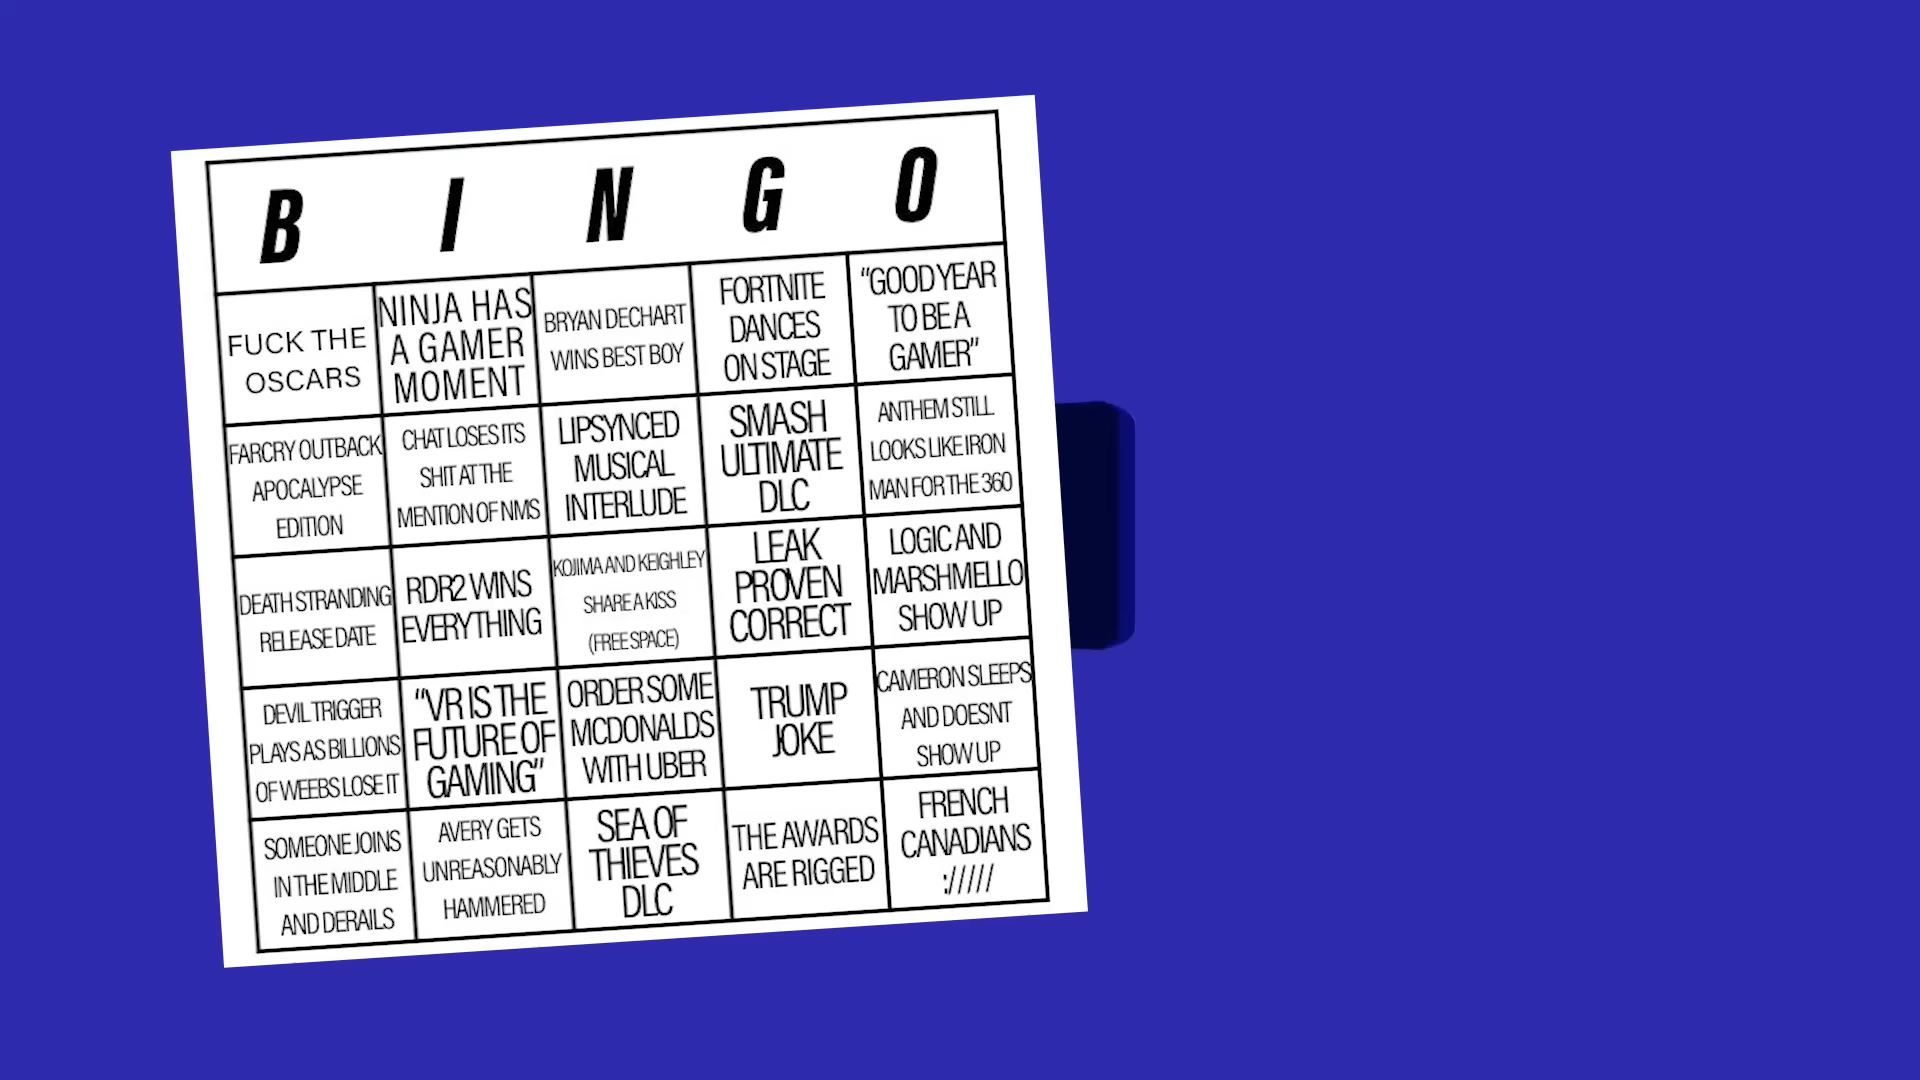 B I N G O
FUCK THE
OSCARS
NINJA HAS
A GAMER
MOMENT
BRYAN DECHART
WINS BEST BOY
FORTNITE
DANCES
ON STAGE
“GOOD YEAR
TO BE A
GAMER”
FARCRY OUTBACK
APOCALYPSE
EDITION
CHAT LOSES ITS
SHIT AT THE
MENTION OF NMS
LIPSYNCED
MUSICAL
INTERLUDE
SMASH
ULTIMATE
DLC
ANTHEM STILL
LOOKS LIKE IRON
MAN FOR THE 360
DEATH STRANDING
RELEASE DATE
RDR2 WINS
EVERYTHING
KOJIMA AND KEIGHLEY
SHARE A KISS
(FREE SPACE)
LEAK
PROVEN
CORRECT
LOGIC AND
MARSHMELLO
SHOW UP
DEVIL TRIGGER
PLAYS AS BILLIONS
OF WEEBS LOSE IT
“VR IS THE
FUTURE OF
GAMING”
ORDER SOME
MCDONALDS
WITH UBER
TRUMP
JOKE
CAMERON SLEEPS
AND DOESNT
SHOW UP
SOMEONE JOINS
IN THE MIDDLE
AND DERAILS
AVERY GETS
UNREASONABLY
HAMMERED
SEA OF
THIEVES
DLC
THE AWARDS
ARE RIGGED
FRENCH
CANADIANS
://///